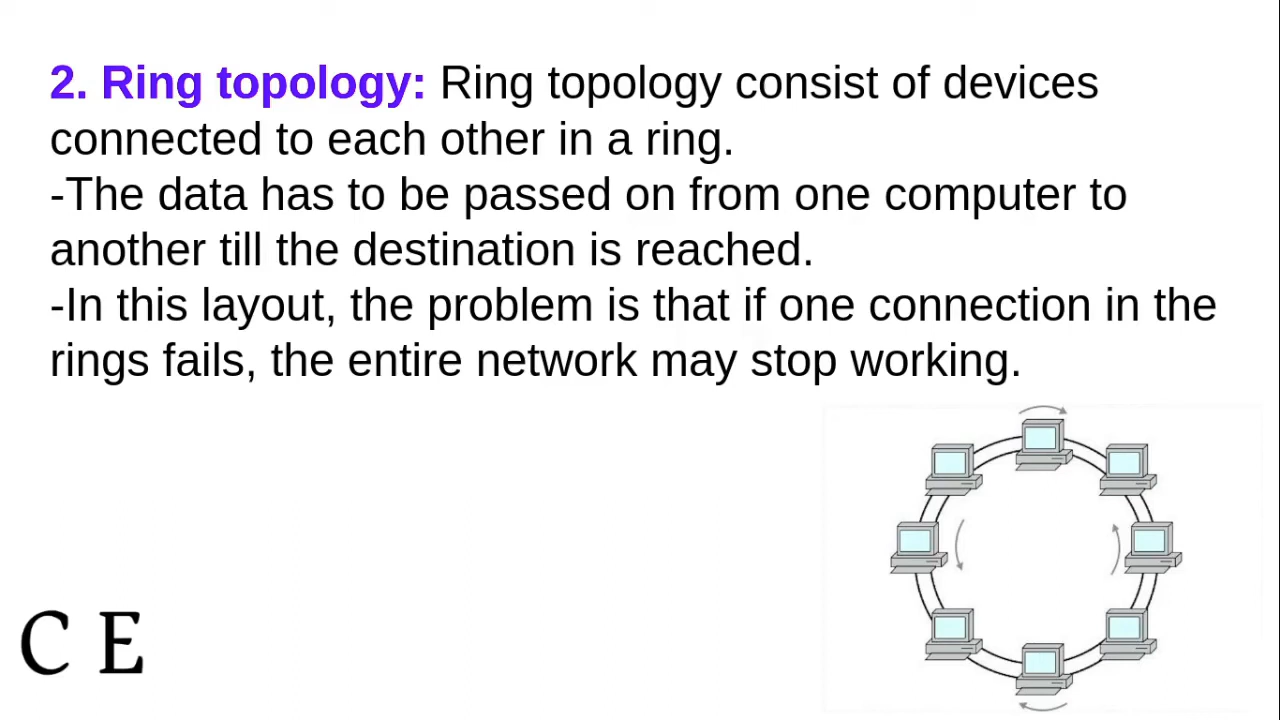 2. Ring topology: Ring topology consist of devices
connected to each other in a ring.
-The data has to be passed on from one computer to
another till the destination is reached.
-In this layout, the problem is that if one connection in the
rings fails, the entire network may stop working.
C E